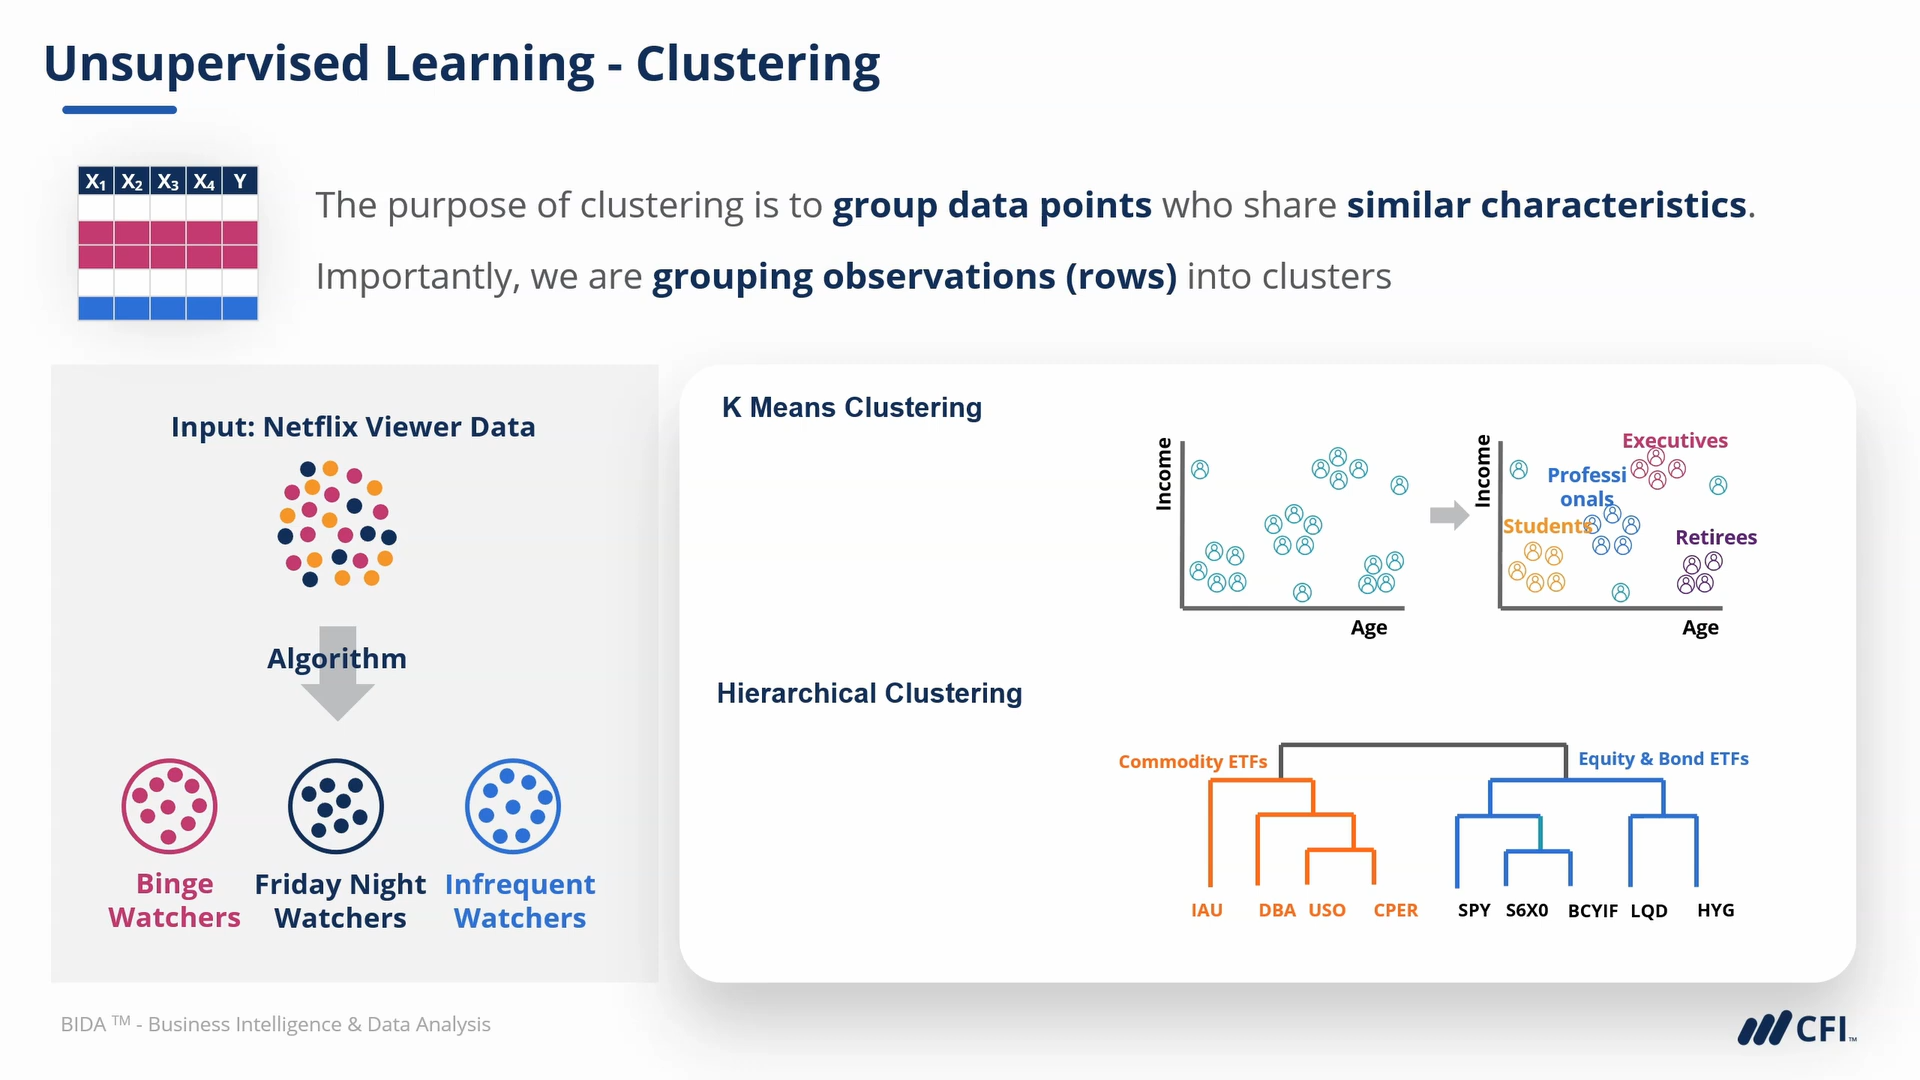 Unsupervised Learning - Clustering
X1 X2 X3 X4 Y
The purpose of clustering is to group data points who share similar characteristics.
Importantly, we are grouping observations (rows) into clusters
Input: Netflix Viewer Data
Algorithm
Binge
Watchers
Friday Night
Watchers
Infrequent
Watchers
K Means Clustering
Income
Age
Income
Executives
Professi
onals
Students
Retirees
Age
Hierarchical Clustering
Commodity ETFs
Equity & Bond ETFs
IAU DBA USO CPER SPY S6X0 BCYIF LQD HYG
BIDA TM - Business Intelligence & Data Analysis
CFI™